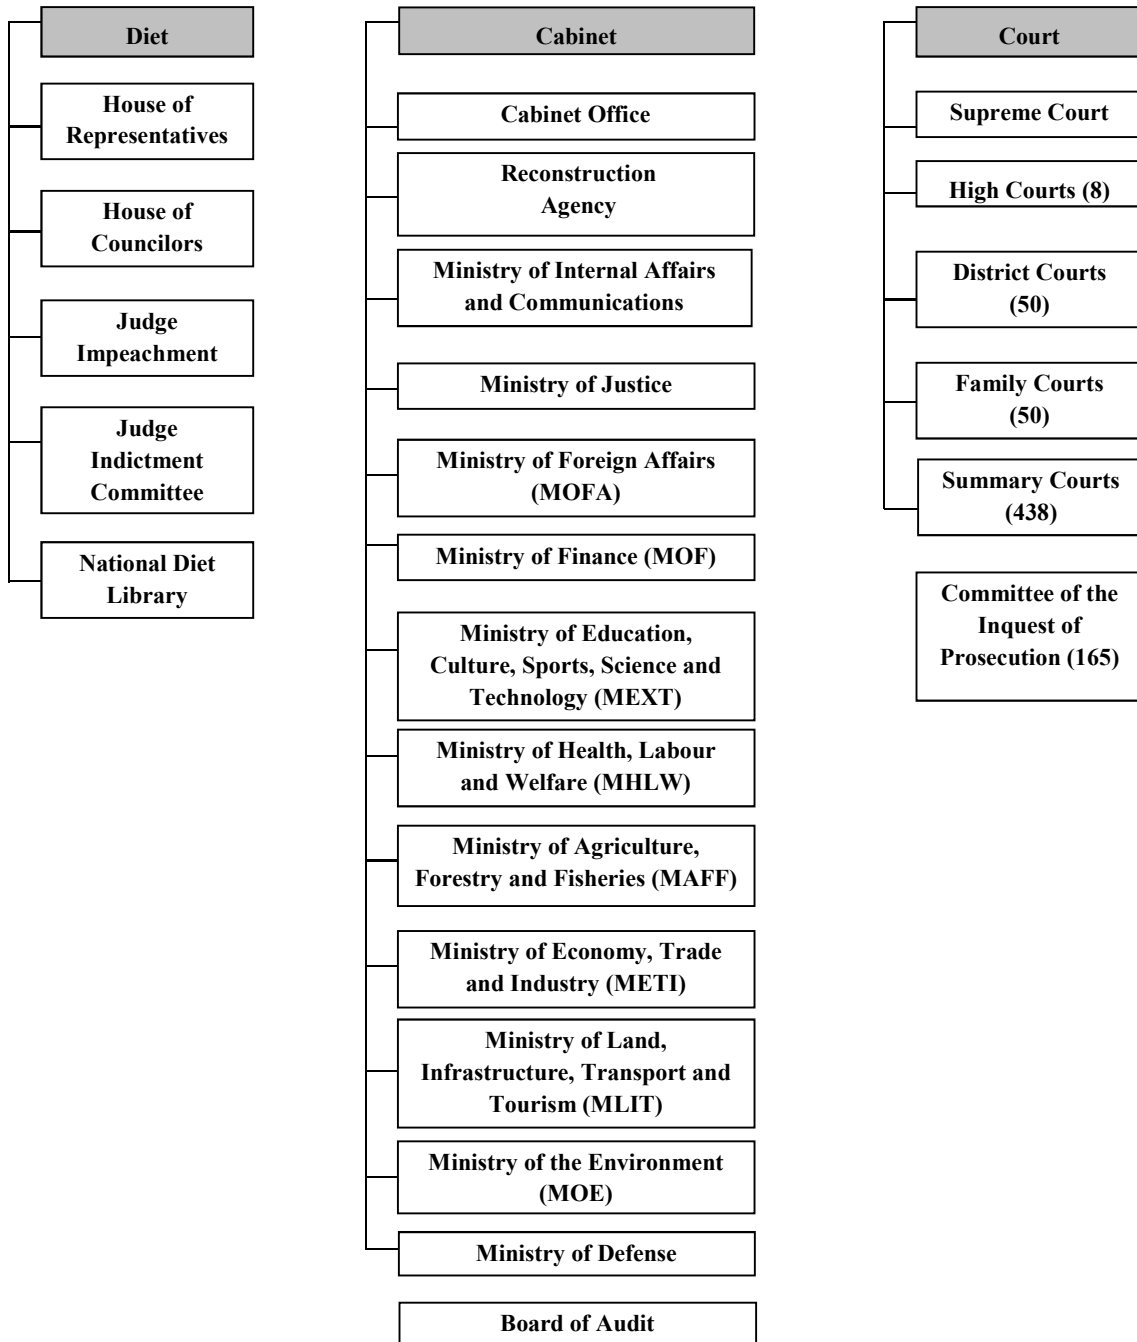 Diet
House of
Representatives
House of
Councilors
Judge
Impeachment
Judge
Indictment
Committee
National Diet
Library
Cabinet
Cabinet Office
Reconstruction
Agency
Ministry of Internal Affairs
and Communications
Ministry of Justice
Ministry of Foreign Affairs
(MOFA)
Ministry of Finance (MOF)
Ministry of Education,
Culture, Sports, Science and
Technology (MEXT)
Ministry of Health, Labour
and Welfare (MHLW)
Ministry of Agriculture,
Forestry and Fisheries (MAFF)
Ministry of Economy, Trade
and Industry (METI)
Ministry of Land,
Infrastructure, Transport and
Tourism (MLIT)
Ministry of the Environment
(MOE)
Ministry of Defense
Board of Audit
Court
Supreme Court
High Courts (8)
District Courts
(50)
Family Courts
(50)
Summary Courts
(438)
Committee of the
Inquest of
Prosecution (165)